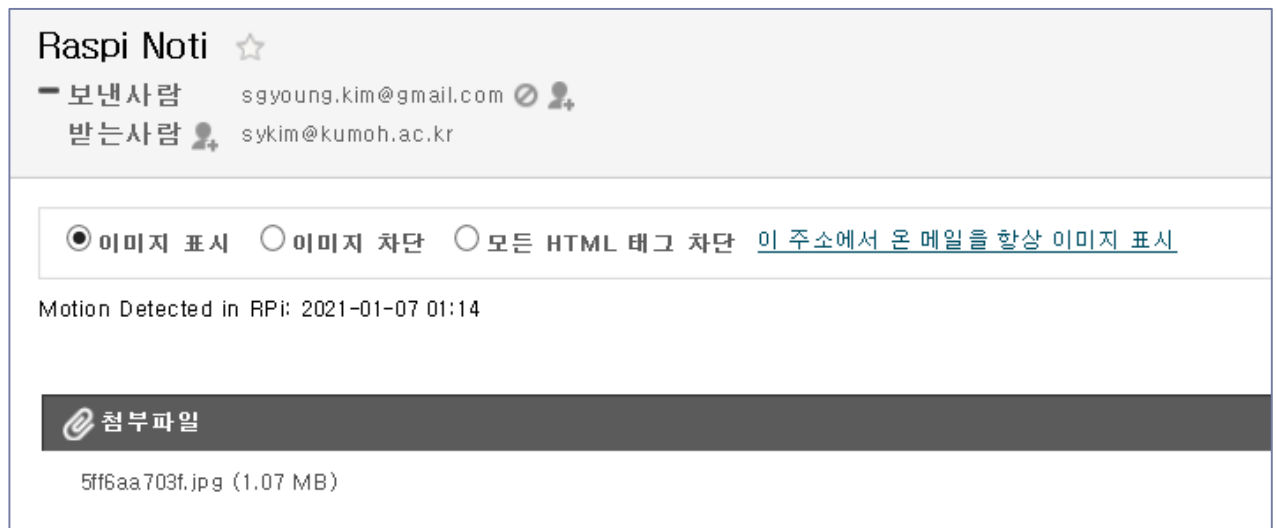 Raspi Noti
보낸사람 sgyoung.kim@gmail.com
받는사람 sykim@kumoh.ac.kr
이미지 표시 이미지 차단 모든 HTML 태그 차단 이 주소에서 온 메일을 항상 이미지 표시
Motion Detected in RPi: 2021-01-07 01:14
첨부파일
5ff6aa703f.jpg (1.07 MB)